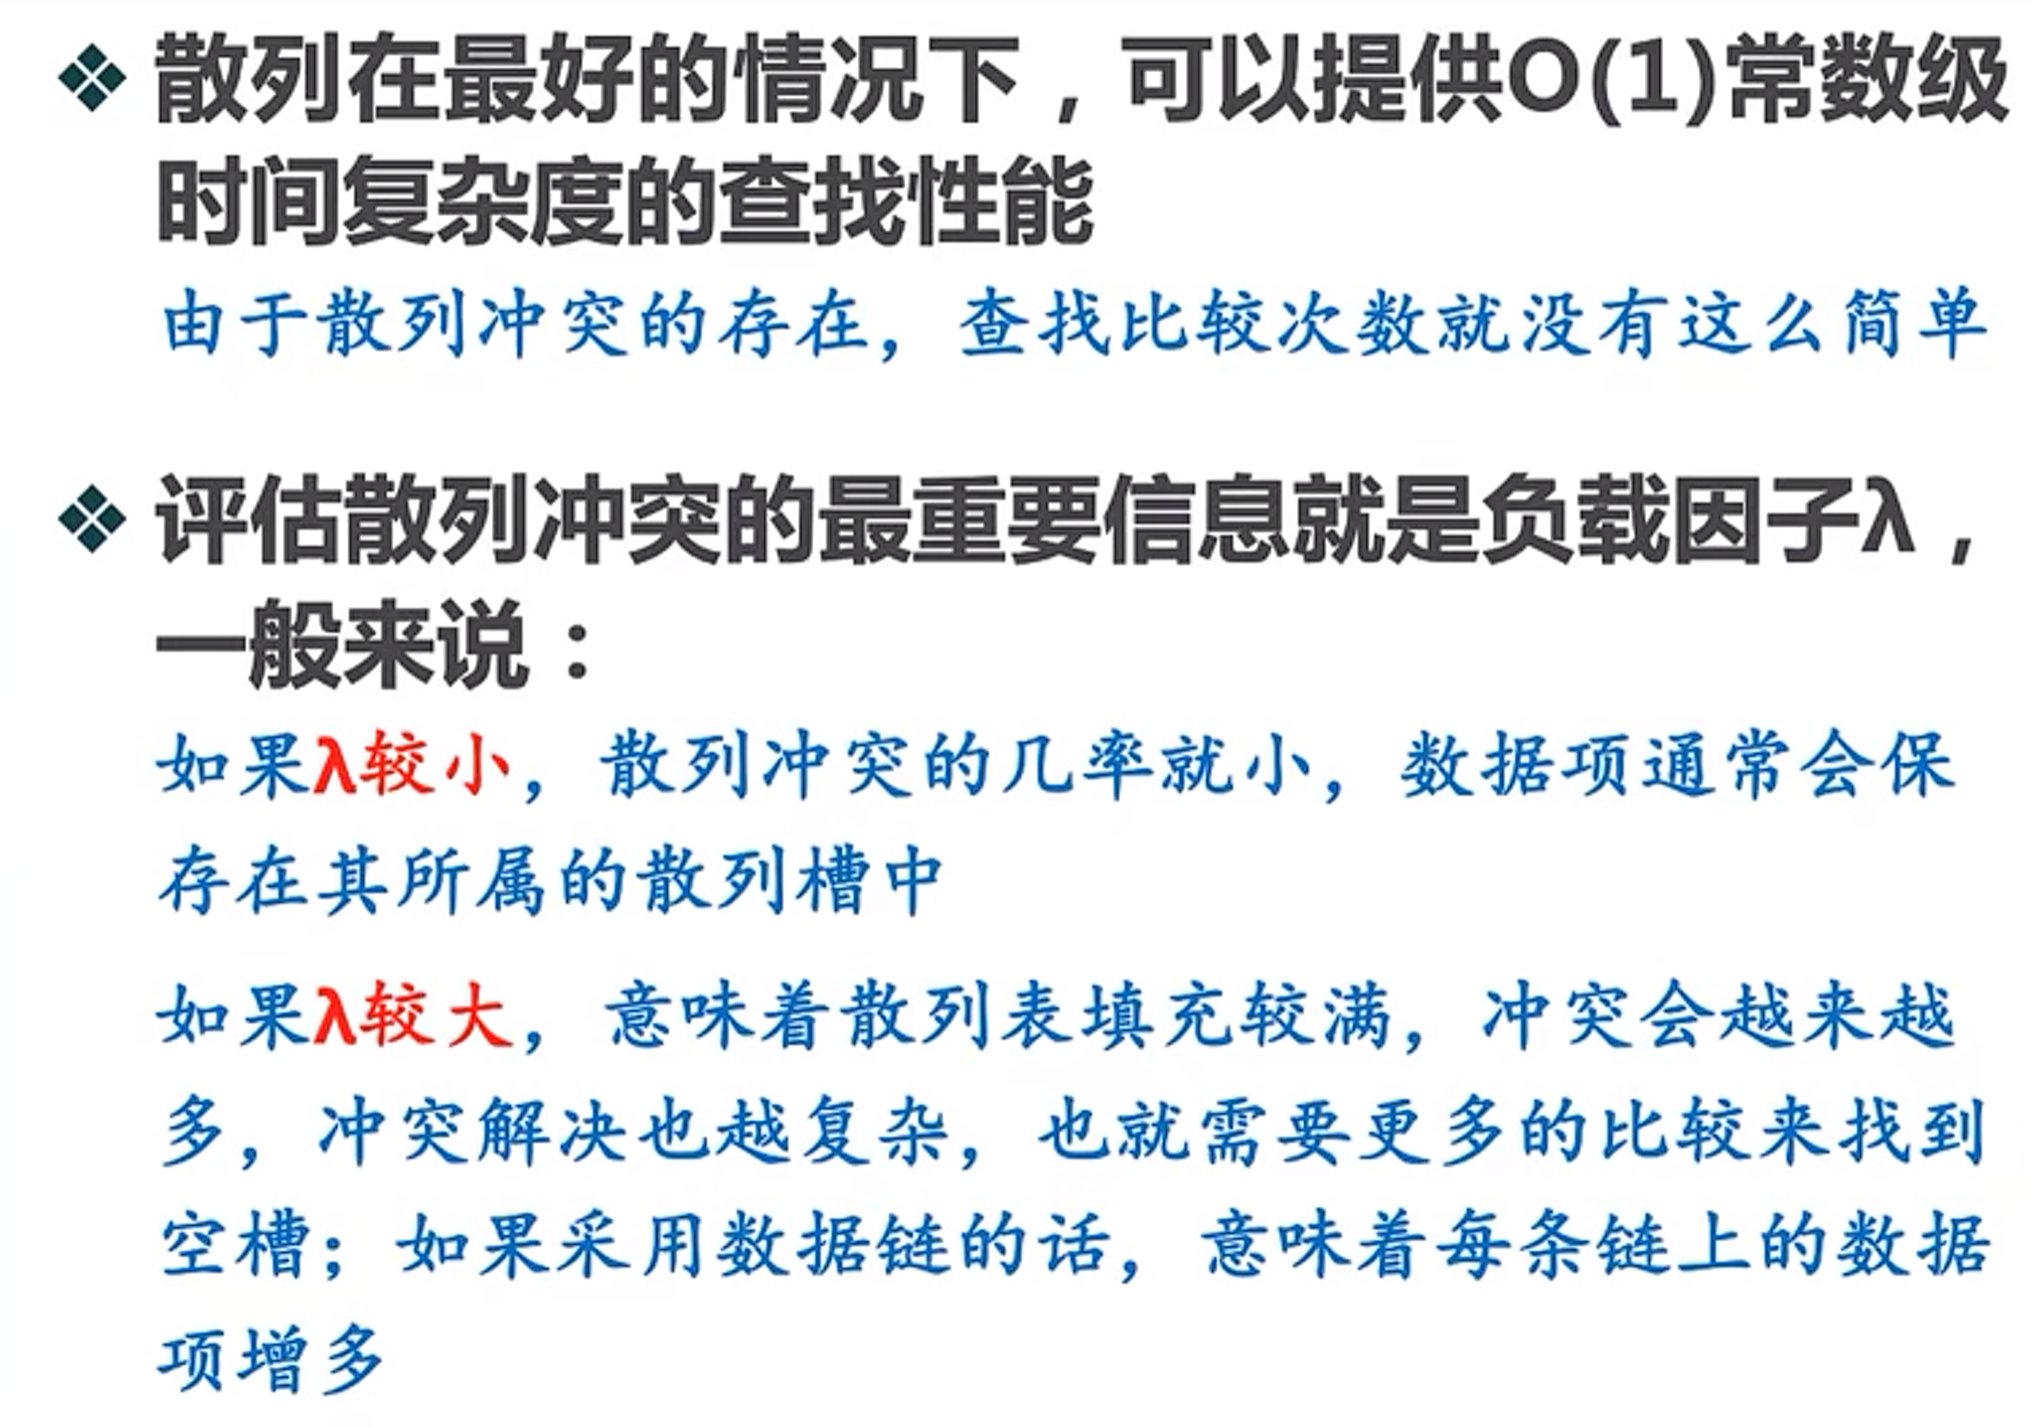 散列在最好的情况下，可以提供O(1)常数级
时间复杂度的查找性能
由于散列冲突的存在，查找比较次数就没有这么简单
评估散列冲突的最重要信息就是负载因子λ，
一般来说：
如果λ较小，散列冲突的几率就小，数据项通常会保
存在其所属的散列槽中
如果λ较大，意味着散列表填充较满，冲突会越来越
多，冲突解决也越复杂，也就需要更多的比较来找到
空槽；如果采用数据链的话，意味着每条链上的数据
项增多